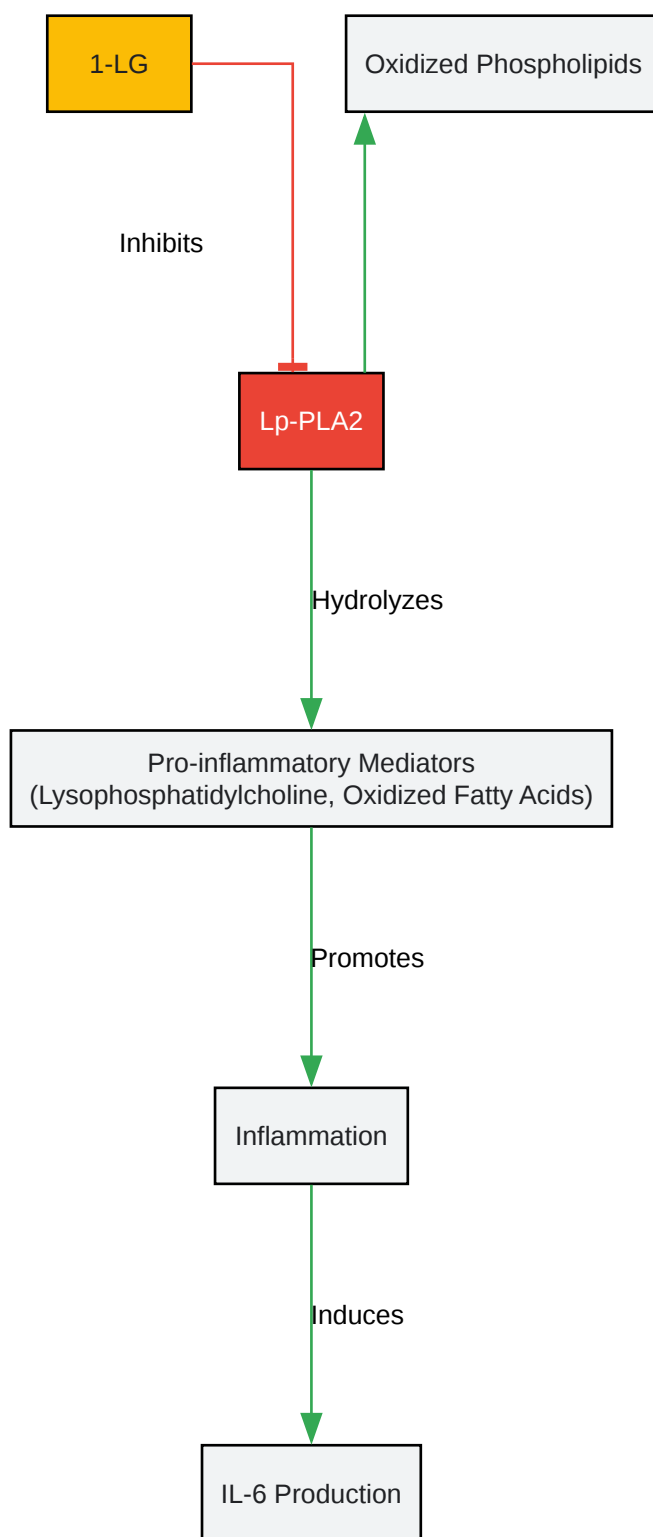 1-LG
Oxidized Phospholipids
Inhibits
Lp-PLA2
Hydrolyzes
Pro-inflammatory Mediators
(Lysophosphatidylcholine, Oxidized Fatty Acids)
Promotes
Inflammation
Induces
IL-6 Production